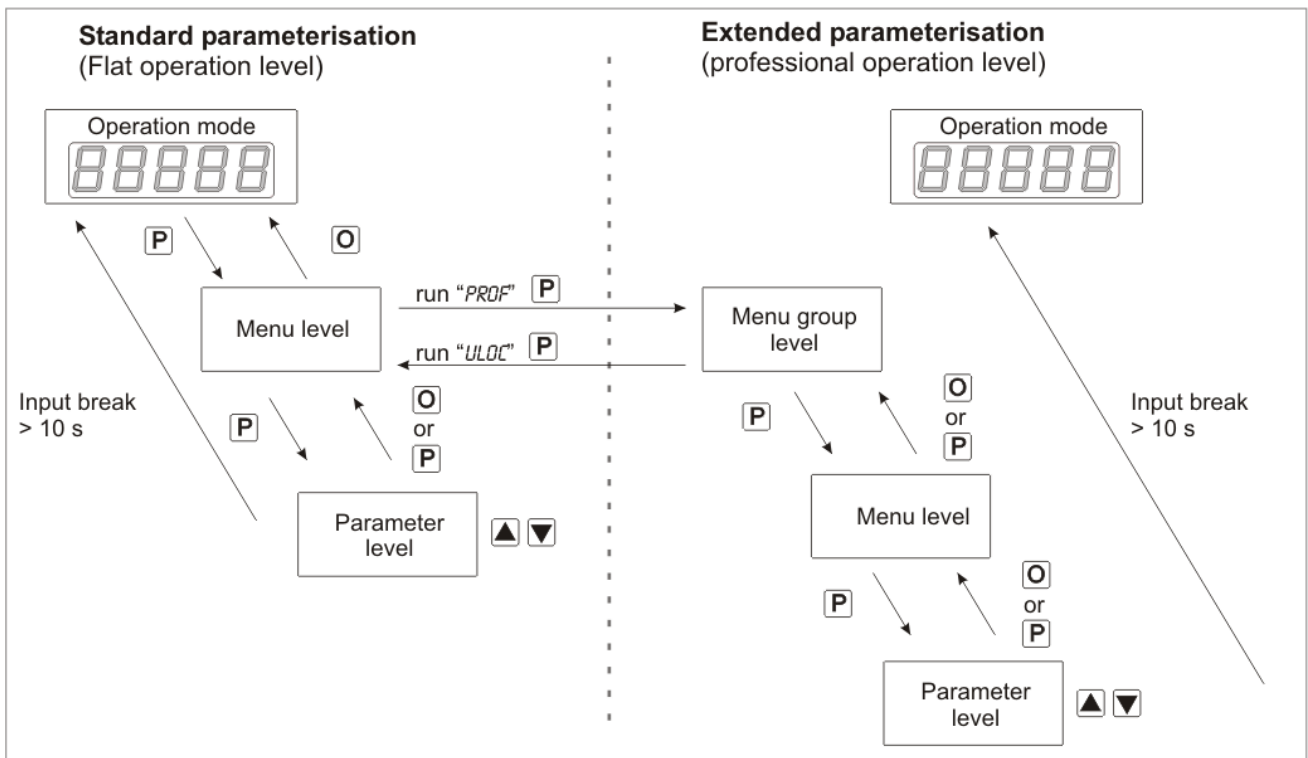 Standard parameterisation
(Flat operation level)
Operation mode
88888
P
O
Menu level
run “PROF” P
run “ULOC” P
Input break
> 10 s
P
O
or
P
Parameter
level
▲ ▼
Extended parameterisation
(professional operation level)
Operation mode
88888
Menu group
level
P
O
or
P
Input break
> 10 s
Menu level
P
O
or
P
Parameter
level
▲ ▼